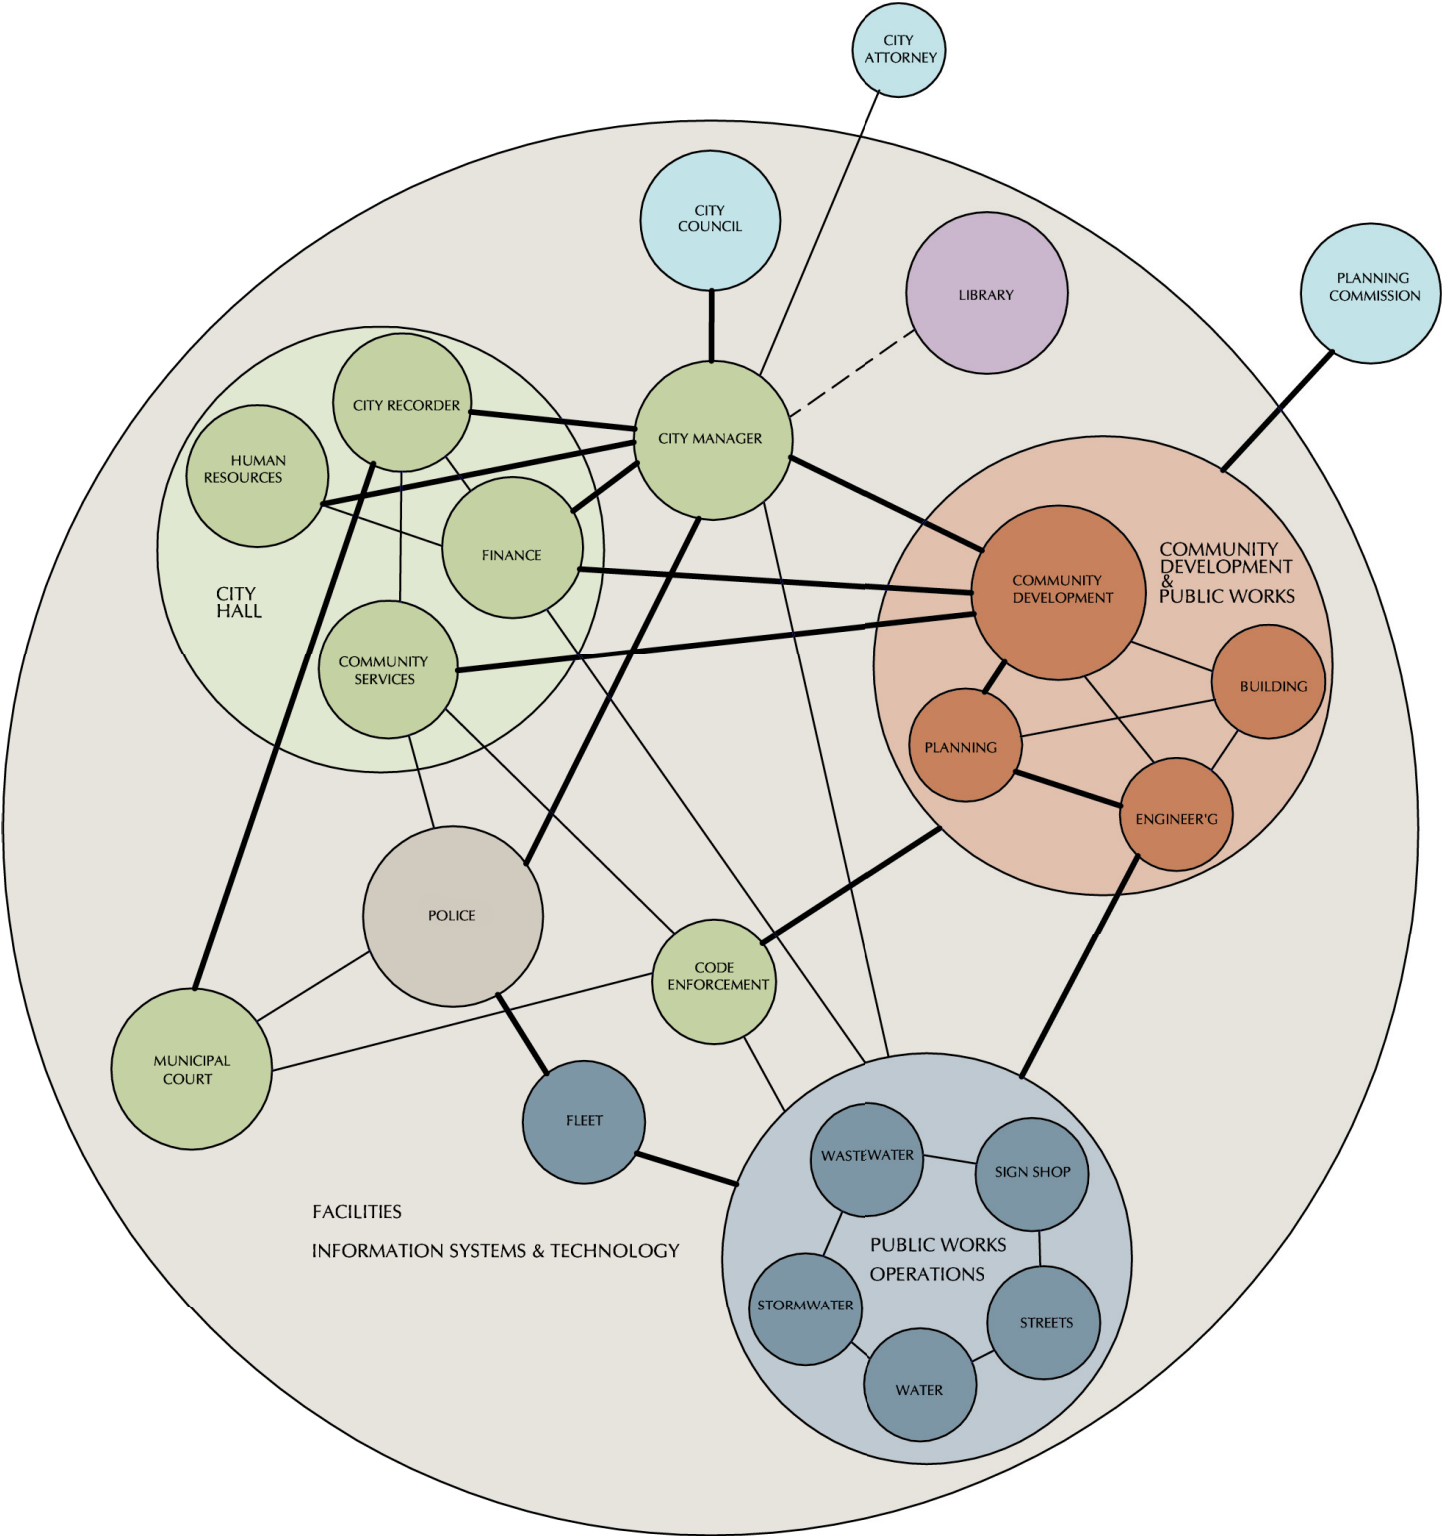 CITY
ATTORNEY
CITY
COUNCIL
LIBRARY
PLANNING
COMMISSION
CITY RECORDER
CITY MANAGER
HUMAN
RESOURCES
FINANCE
CITY
HALL
COMMUNITY
SERVICES
COMMUNITY
DEVELOPMENT
COMMUNITY
DEVELOPMENT
&
PUBLIC WORKS
BUILDING
PLANNING
ENGINEER'G
POLICE
CODE
ENFORCEMENT
MUNICIPAL
COURT
FLEET
FACILITIES
INFORMATION SYSTEMS & TECHNOLOGY
WASTEWATER
SIGN SHOP
PUBLIC WORKS
OPERATIONS
STORMWATER
STREETS
WATER